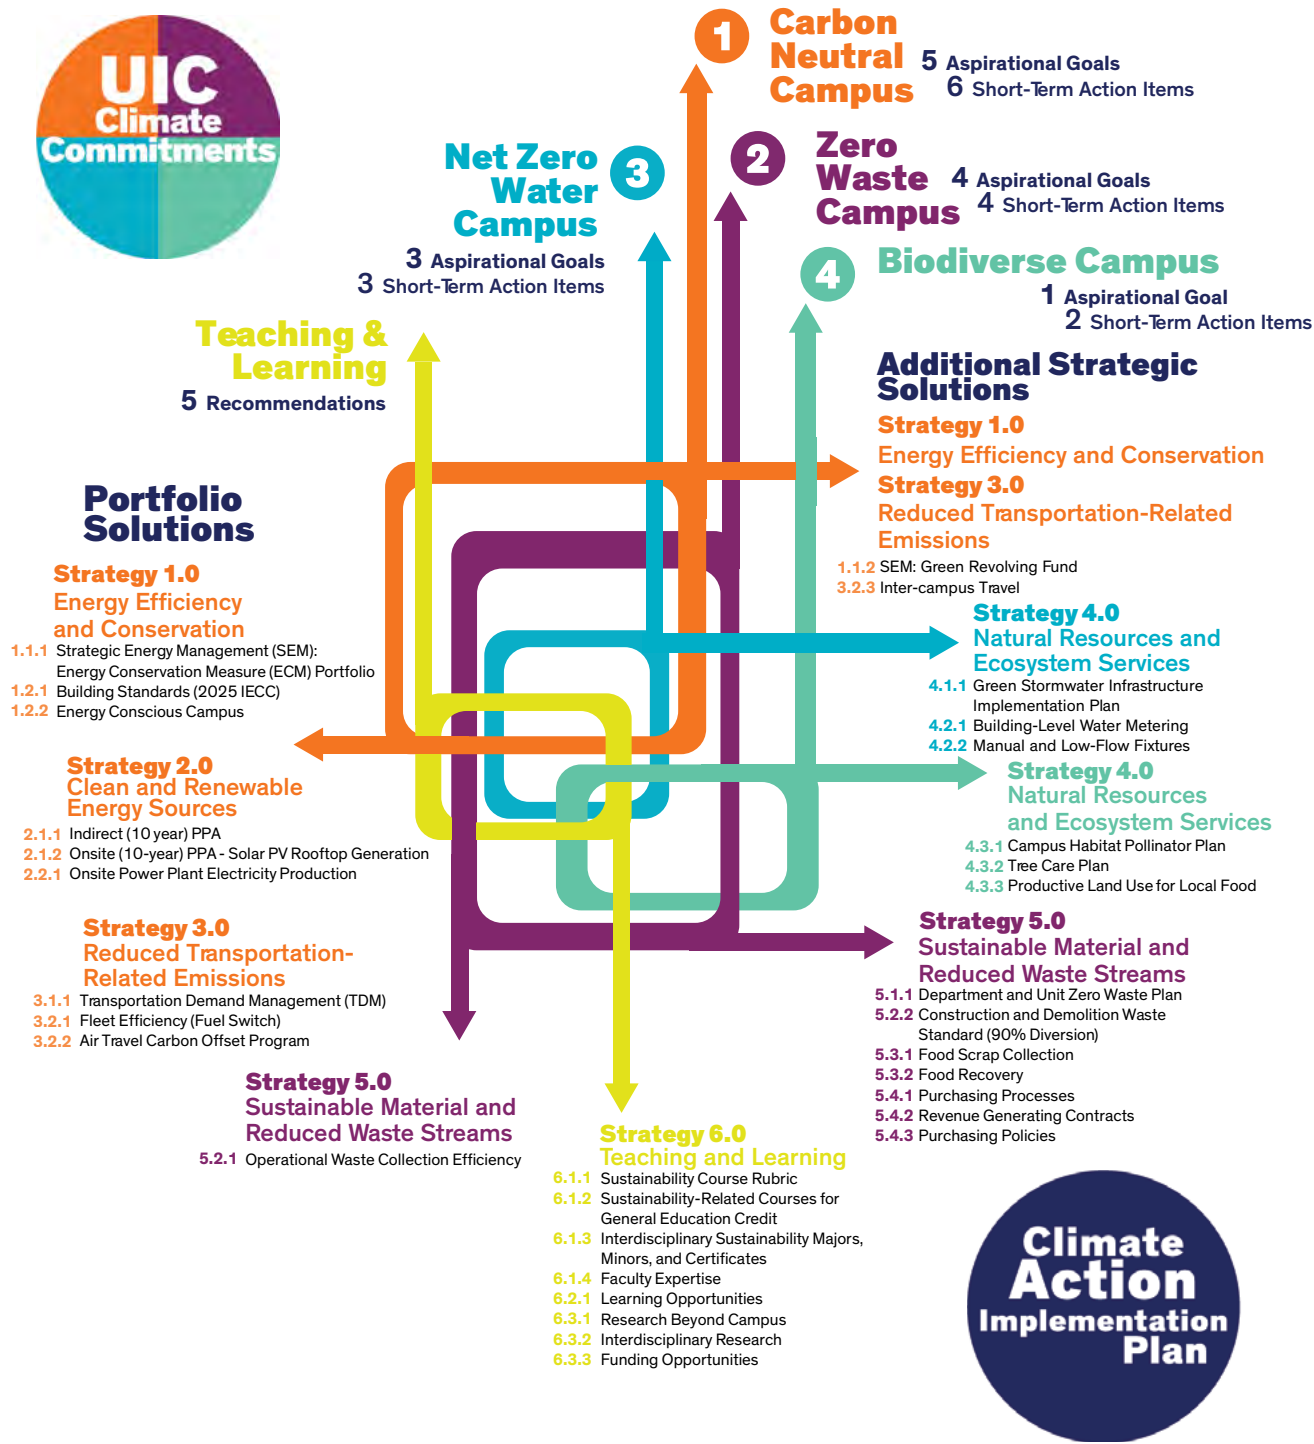 UIC
Climate
Commitments
1
Carbon
Neutral
Campus
5 Aspirational Goals
6 Short-Term Action Items
2
Zero
Waste
Campus
4 Aspirational Goals
4 Short-Term Action Items
Net Zero
Water
Campus
3
3 Aspirational Goals
3 Short-Term Action Items
4
Biodiverse Campus
1 Aspirational Goal
2 Short-Term Action Items
Teaching &
Learning
5 Recommendations
Portfolio
Solutions
Strategy 1.0
Energy Efficiency
and Conservation
1.1.1 Strategic Energy Management (SEM):
Energy Conservation Measure (ECM) Portfolio
1.2.1 Building Standards (2025 IECC)
1.2.2 Energy Conscious Campus
Strategy 2.0
Clean and Renewable
Energy Sources
2.1.1 Indirect (10 year) PPA
2.1.2 Onsite (10-year) PPA - Solar PV Rooftop Generation
2.2.1 Onsite Power Plant Electricity Production
Strategy 3.0
Reduced Transportation-
Related Emissions
3.1.1 Transportation Demand Management (TDM)
3.2.1 Fleet Efficiency (Fuel Switch)
3.2.2 Air Travel Carbon Offset Program
Strategy 5.0
Sustainable Material and
Reduced Waste Streams
5.2.1 Operational Waste Collection Efficiency
Strategy 6.0
Teaching and Learning
6.1.1 Sustainability Course Rubric
6.1.2 Sustainability-Related Courses for
General Education Credit
6.1.3 Interdisciplinary Sustainability Majors,
Minors, and Certificates
6.1.4 Faculty Expertise
6.2.1 Learning Opportunities
6.3.1 Research Beyond Campus
6.3.2 Interdisciplinary Research
6.3.3 Funding Opportunities
Additional Strategic
Solutions
Strategy 1.0
Energy Efficiency and Conservation
Strategy 3.0
Reduced Transportation-Related
Emissions
1.1.2 SEM: Green Revolving Fund
3.2.3 Inter-campus Travel
Strategy 4.0
Natural Resources and
Ecosystem Services
4.1.1 Green Stormwater Infrastructure
Implementation Plan
4.2.1 Building-Level Water Metering
4.2.2 Manual and Low-Flow Fixtures
Strategy 4.0
Natural Resources
and Ecosystem Services
4.3.1 Campus Habitat Pollinator Plan
4.3.2 Tree Care Plan
4.3.3 Productive Land Use for Local Food
Strategy 5.0
Sustainable Material and
Reduced Waste Streams
5.1.1 Department and Unit Zero Waste Plan
5.2.2 Construction and Demolition Waste
Standard (90% Diversion)
5.3.1 Food Scrap Collection
5.3.2 Food Recovery
5.4.1 Purchasing Processes
5.4.2 Revenue Generating Contracts
5.4.3 Purchasing Policies
Climate
Action
Implementation
Plan